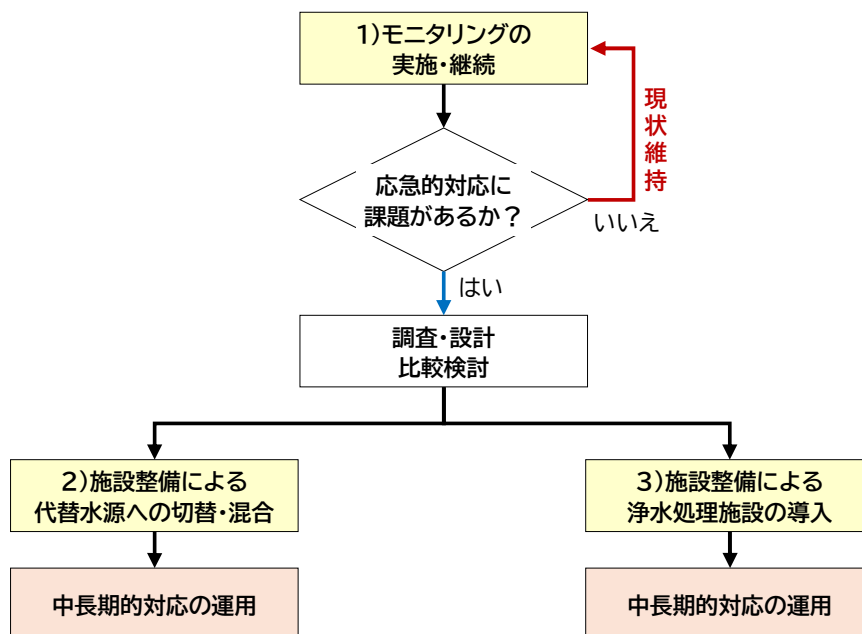 1）モニタリングの
実施・継続
現状維持
応急的対応に
課題があるか？
いいえ
はい
調査・設計
比較検討
2）施設整備による
代替水源への切替・混合
3）施設整備による
浄水処理施設の導入
中長期的対応の運用
中長期的対応の運用